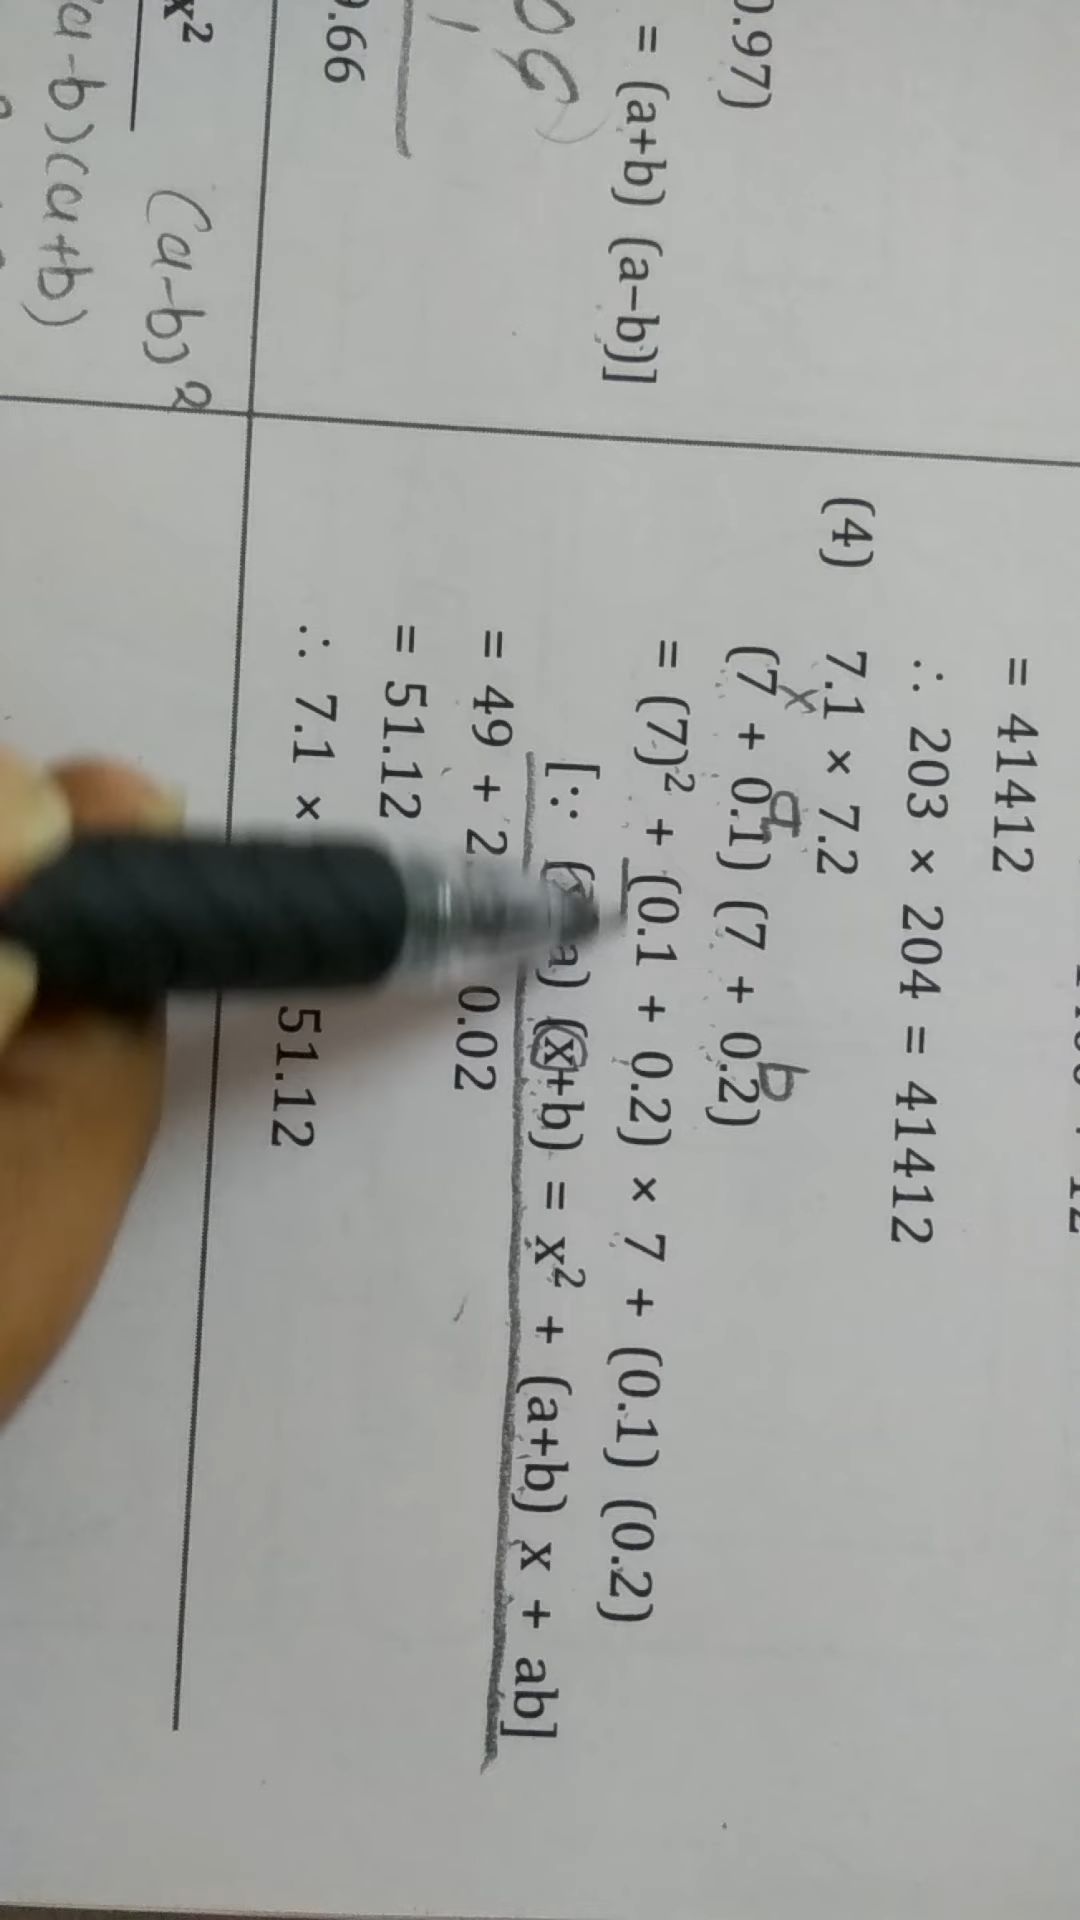 0.97)
= (a+b) (a−b)]
9.66
x²
(a-b)²
a-b)(a+b)
= 41412
∴ 203 × 204 = 41412
(4) 7.1 × 7.2
x a b
(7 + 0.1) (7 + 0.2)
= (7)² + (0.1 + 0.2) × 7 + (0.1) (0.2)
[∵ a) (x+b) = x² + (a+b) x + ab]
= 49 + 2 0.02
= 51.12
∴ 7.1 × 51.12